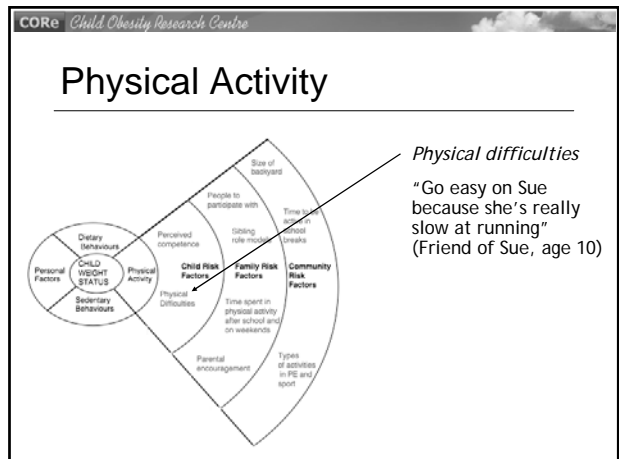 CORe Child Obesity Research Centre
Physical Activity
Physical difficulties
"Go easy on Sue
because she's really
slow at running"
(Friend of Sue, age 10)
Size of
backyard
People to
participate with
Time to be
active in
school
breaks
Perceived
competence
Sibling
role models
Dietary
Behaviours
Personal
Factors
CHILD
WEIGHT
STATUS
Physical
Activity
Sedentary
Behaviours
Child Risk
Factors
Family Risk
Factors
Community
Risk
Factors
Physical
Difficulties
Time spent in
physical activity
after school and
on weekends
Parental
encouragement
Types
of activities
in PE and
sport